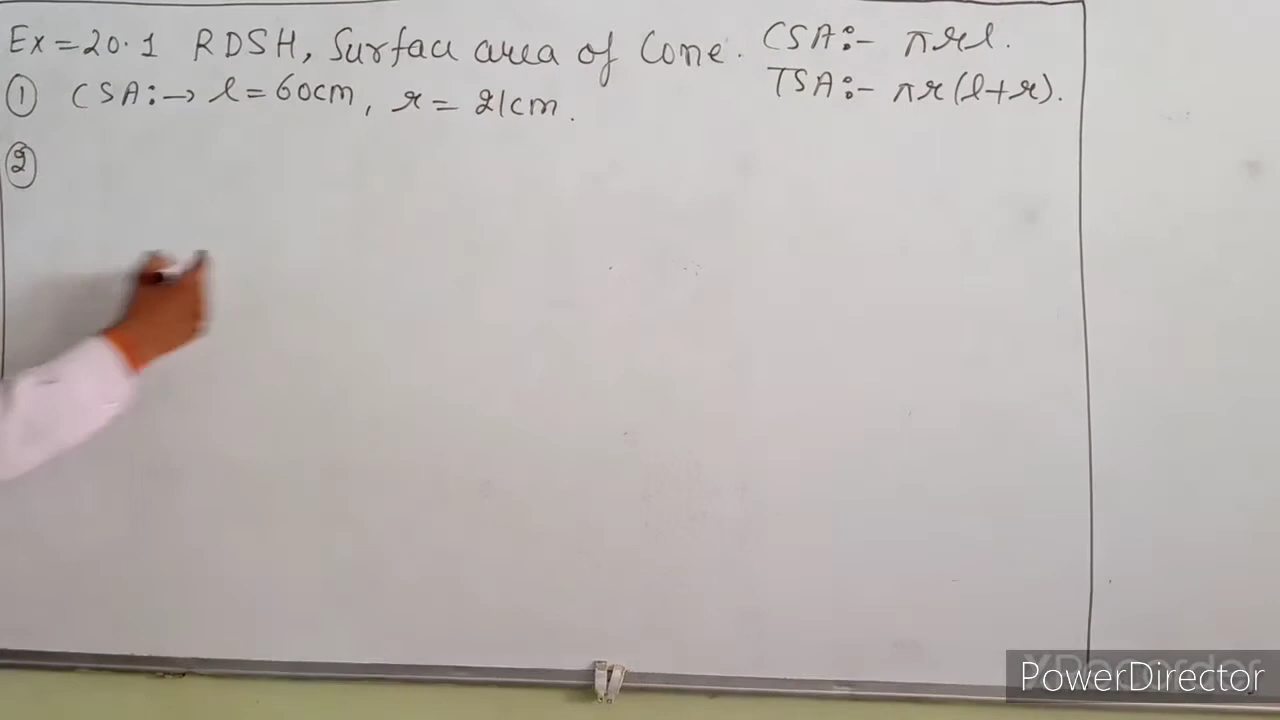 Ex = 20.1 RDSH, Surface area of Cone. CSA:- πrl.
TSA:- πr(l+r).
① CSA:→ l = 60cm, r = 21cm.
②
PowerDirector